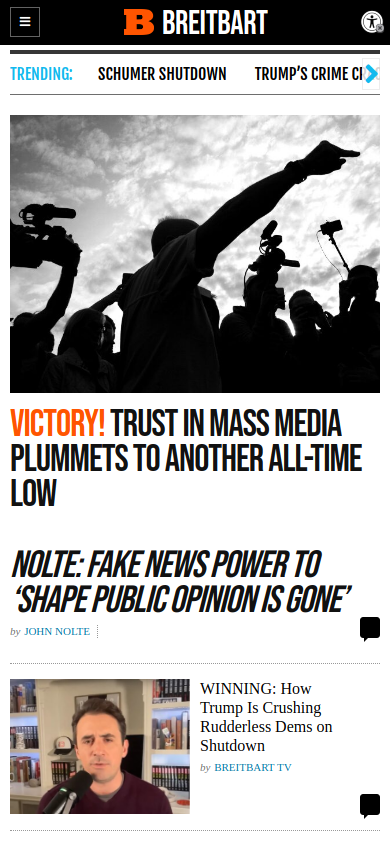 B BREITBART
TRENDING: SCHUMER SHUTDOWN TRUMP'S CRIME
VICTORY! TRUST IN MASS MEDIA
PLUMMETS TO ANOTHER ALL-TIME
LOW
NOLTE: FAKE NEWS POWER TO
‘SHAPE PUBLIC OPINION IS GONE’
by JOHN NOLTE
WINNING: How
Trump Is Crushing
Rudderless Dems on
Shutdown
by BREITBART TV